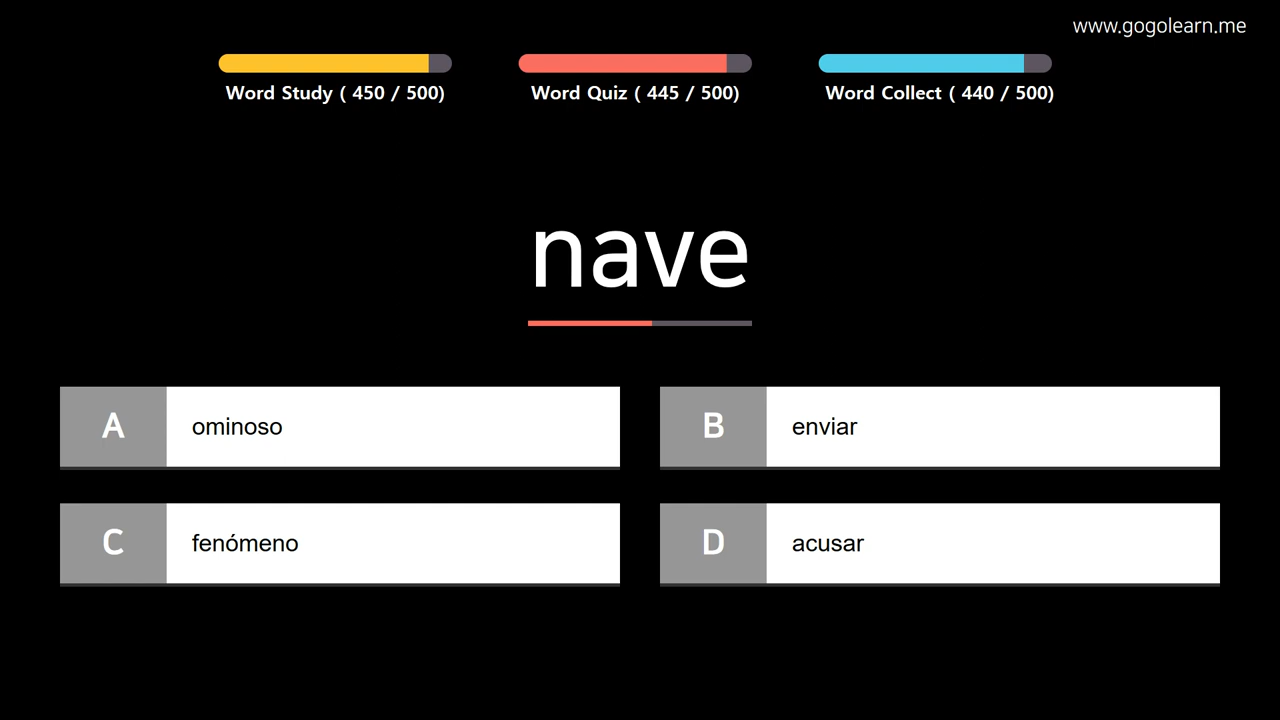 www.gogolearn.me
Word Study ( 450 / 500)
Word Quiz ( 445 / 500)
Word Collect ( 440 / 500)
nave
A ominoso
B enviar
C fenómeno
D acusar